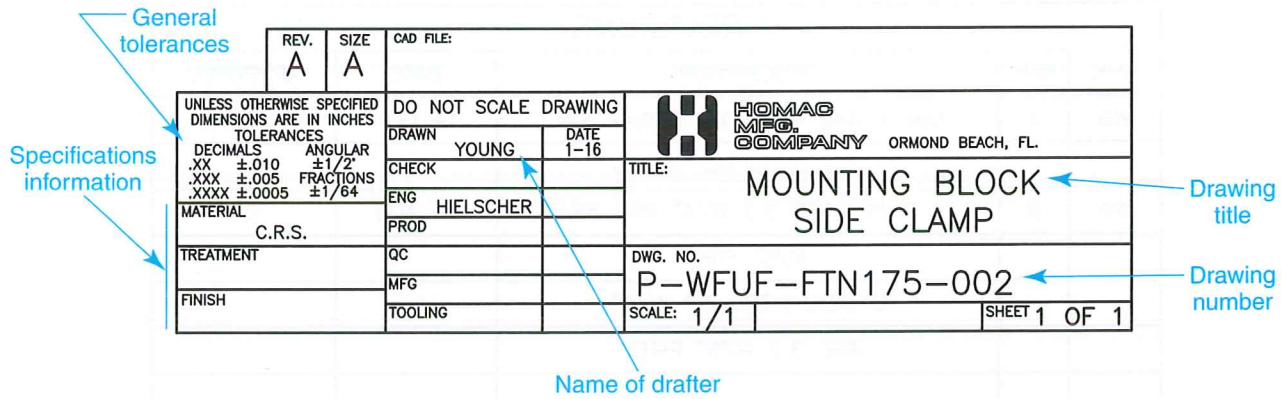 General
tolerances
REV.
A
SIZE
A
CAD FILE:
UNLESS OTHERWISE SPECIFIED
DIMENSIONS ARE IN INCHES
TOLERANCES
DECIMALS ANGULAR
.XX ±.010 ±1/2°
.XXX ±.005 FRACTIONS
.XXXX ±.0005 ±1/64
MATERIAL
C.R.S.
TREATMENT
FINISH
Specifications
information
DO NOT SCALE DRAWING
DRAWN
YOUNG
DATE
1-16
CHECK
ENG
HIELSCHER
PROD
QC
MFG
TOOLING
Name of drafter
HOMAC
MFG.
COMPANY ORMOND BEACH, FL.
TITLE:
MOUNTING BLOCK
SIDE CLAMP
Drawing
title
DWG. NO.
P-WFUF-FTN175-002
Drawing
number
SCALE: 1/1
SHEET 1 OF 1